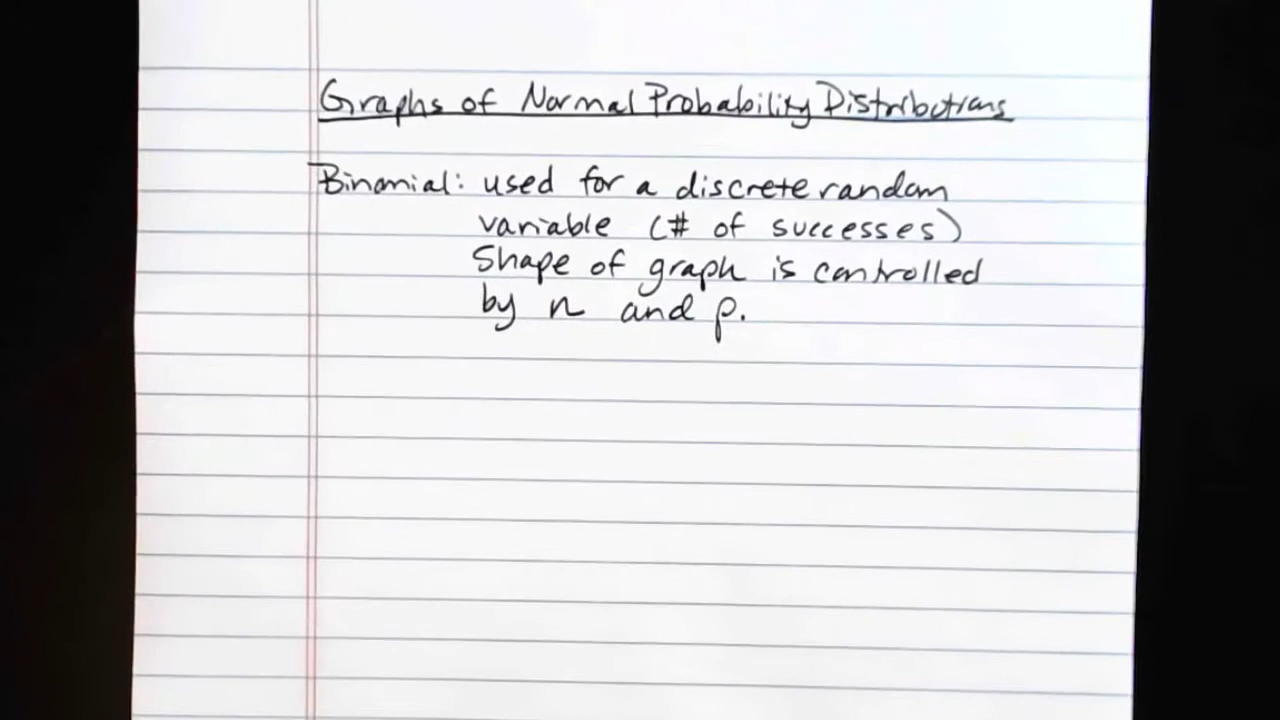 Graphs of Normal Probability Distributions
Binomial: used for a discrete random
variable (# of successes)
Shape of graph is controlled
by n and p.